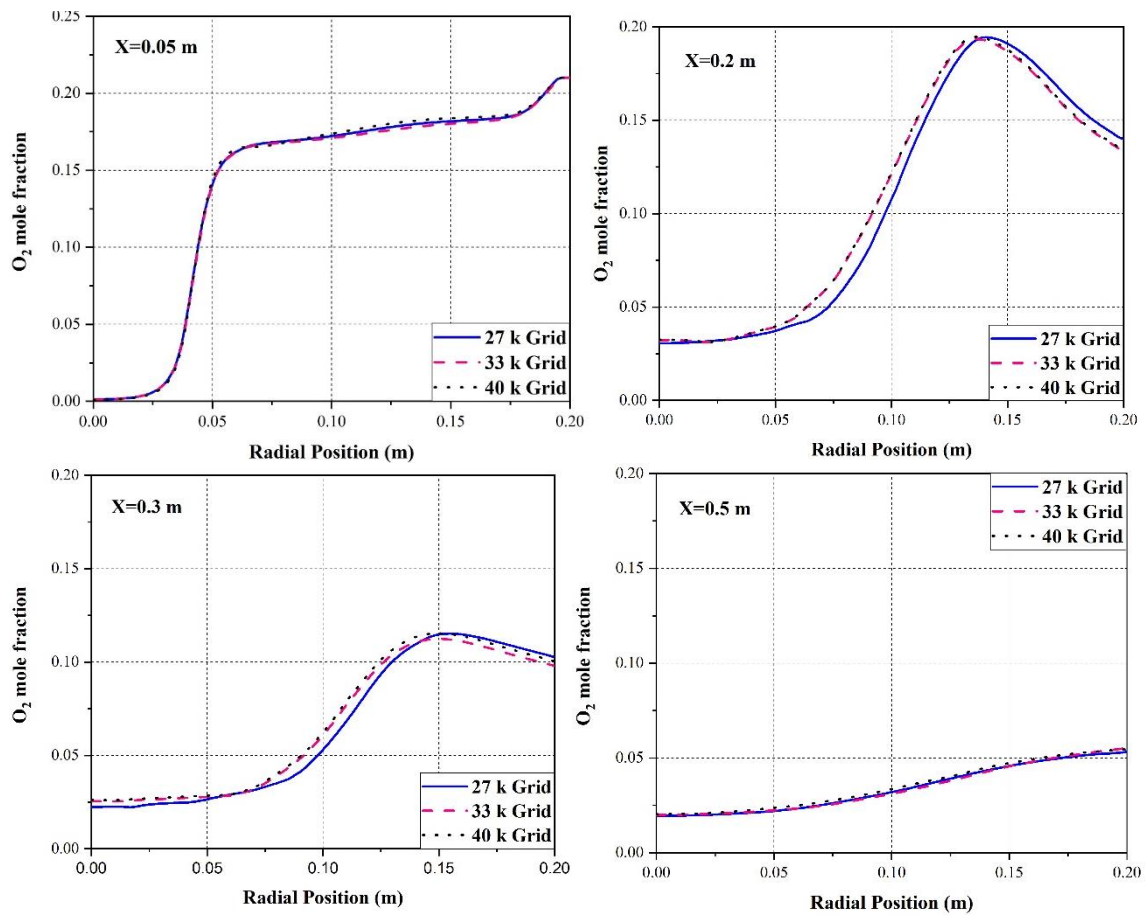 0.25
0.20
0.15
0.10
0.05
0.00
O₂ mole fraction
X=0.05 m
27 k Grid
33 k Grid
40 k Grid
0.00 0.05 0.10 0.15 0.20
Radial Position (m)
0.20
0.15
0.10
0.05
0.00
O₂ mole fraction
X=0.2 m
27 k Grid
33 k Grid
40 k Grid
0.00 0.05 0.10 0.15 0.20
Radial Position (m)
0.20
0.15
0.10
0.05
0.00
O₂ mole fraction
X=0.3 m
27 k Grid
33 k Grid
40 k Grid
0.00 0.05 0.10 0.15 0.20
Radial Position (m)
0.20
0.15
0.10
0.05
0.00
O₂ mole fraction
X=0.5 m
27 k Grid
33 k Grid
40 k Grid
0.00 0.05 0.10 0.15 0.20
Radial Position (m)